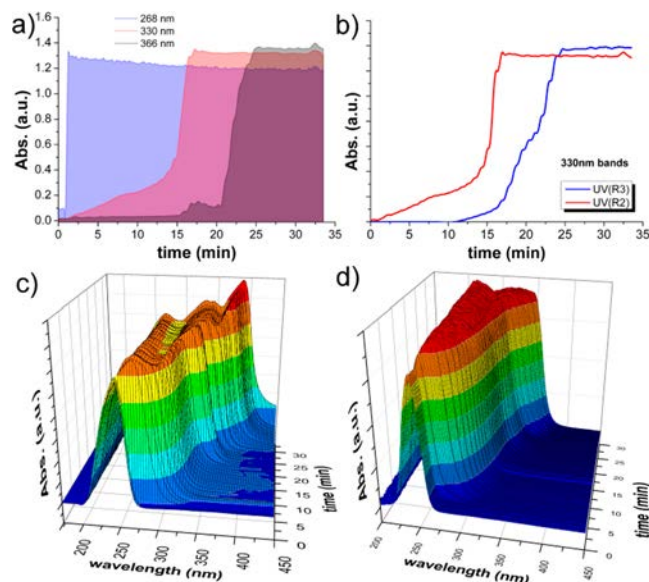 a)
268 nm
330 nm
366 nm
1.6
1.4
1.2
1.0
0.8
0.6
0.4
0.2
0.0
Abs. (a.u.)
0 5 10 15 20 25 30 35
time (min)
b)
Abs. (a.u.)
330nm bands
UV(R3)
UV(R2)
0 5 10 15 20 25 30 35
time (min)
c)
Abs. (a.u.)
200 250 300 350 400 450
wavelength (nm)
0 5 10 15 20 25 30
time (min)
d)
Abs. (a.u.)
200 250 300 350 400 450
wavelength (nm)
0 5 10 15 20 25 30
time (min)